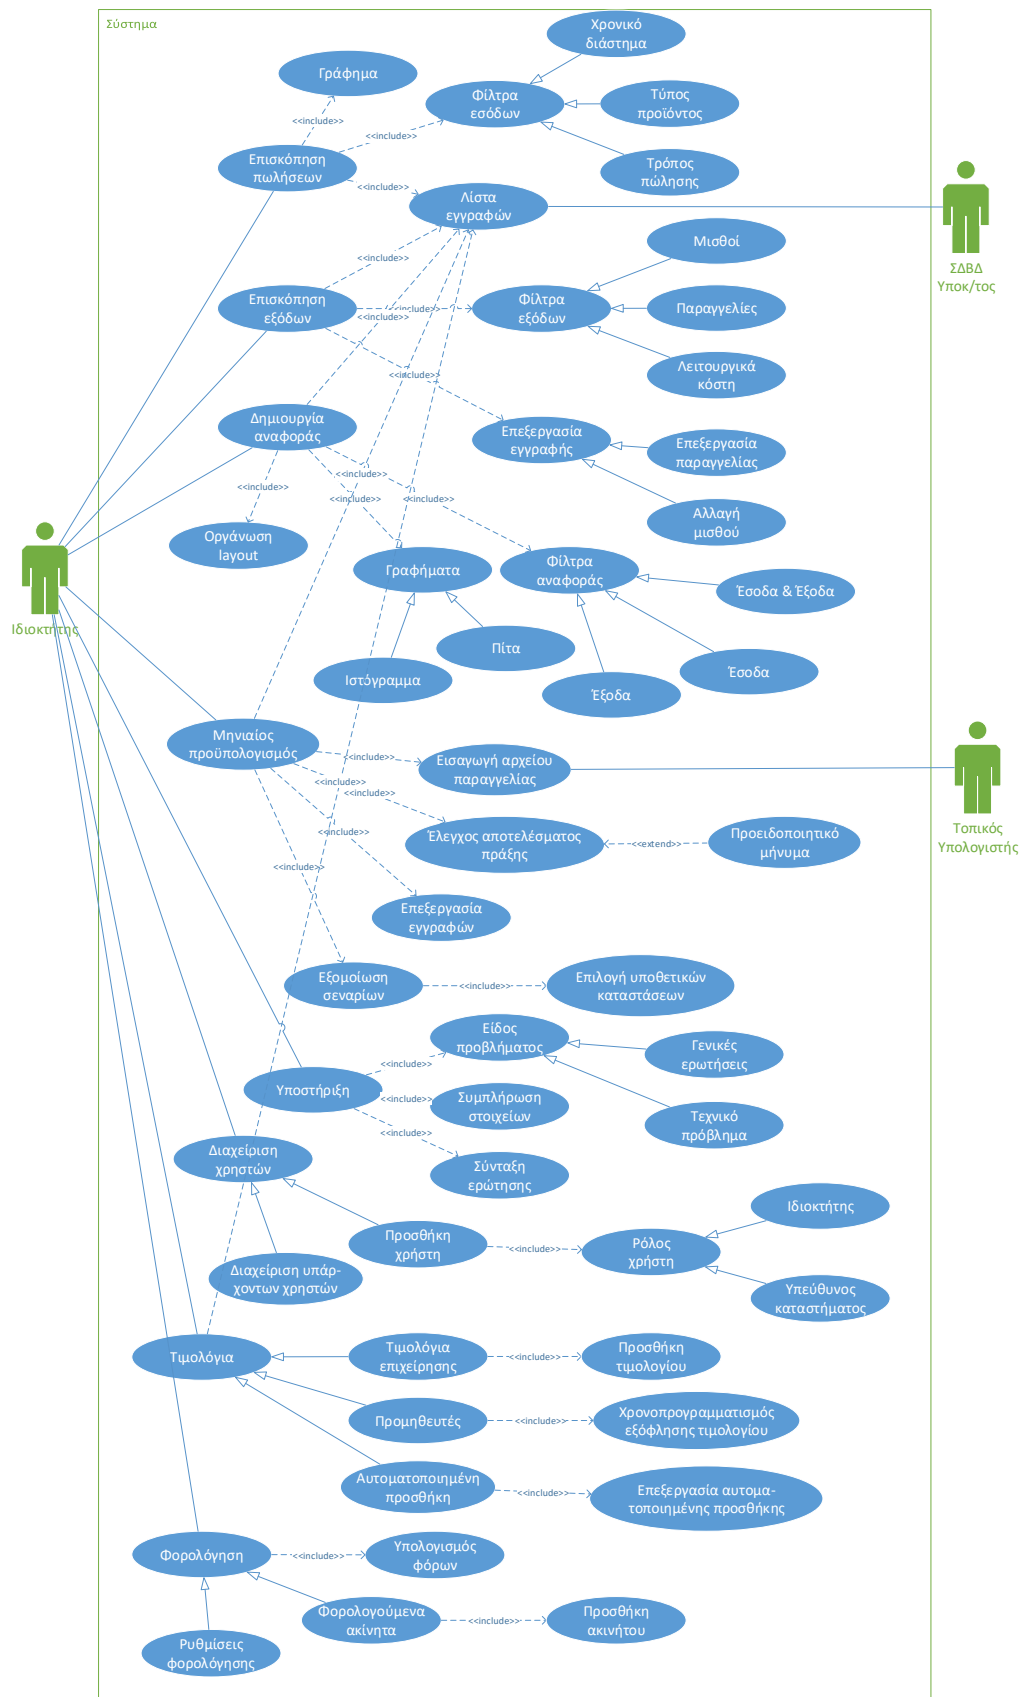 Σύστημα
Χρονικό
διάστημα
Γράφημα
Φίλτρα
εσόδων
Τύπος
προϊόντος
<<include>>
<<include>>
Επισκόπηση
πωλήσεων
Τρόπος
πώλησης
<<include>>
Λίστα
εγγραφών
Μισθοί
<<include>>
ΣΔΒΔ
Υποκ/τος
Επισκόπηση
εξόδων
<<include>>
<<include>>
Φίλτρα
εξόδων
Παραγγελίες
Λειτουργικά
κόστη
<<include>>
Δημιουργία
αναφοράς
Επεξεργασία
εγγραφής
Επεξεργασία
παραγγελίας
<<include>>
<<include>>
<<include>>
<<include>>
Αλλαγή
μισθού
Οργάνωση
layout
Γραφήματα
Φίλτρα
αναφοράς
Έσοδα & Έξοδα
Ιδιοκτήτης
Πίτα
Ιστόγραμμα
Έσοδα
Έξοδα
Μηνιαίος
προϋπολογισμός
<<include>>
Εισαγωγή αρχείου
παραγγελίας
<<include>>
<<include>>
Τοπικός
Υπολογιστής
<<include>>
Έλεγχος αποτελέσματος
πράξης
<<extend>>
Προειδοποιητικό
μήνυμα
<<include>>
Επεξεργασία
εγγραφών
Εξομοίωση
σεναρίων
<<include>>
Επιλογή υποθετικών
καταστάσεων
Είδος
προβλήματος
Γενικές
ερωτήσεις
<<include>>
Υποστήριξη
<<include>>
Συμπλήρωση
στοιχείων
Τεχνικό
πρόβλημα
<<include>>
Διαχείριση
χρηστών
Σύνταξη
ερώτησης
Ιδιοκτήτης
Προσθήκη
χρήστη
<<include>>
Ρόλος
χρήστη
Διαχείριση υπάρ-
χοντων χρηστών
Υπεύθυνος
καταστήματος
Τιμολόγια
Τιμολόγια
επιχείρησης
<<include>>
Προσθήκη
τιμολογίου
Προμηθευτές
<<include>>
Χρονοπρογραμματισμός
εξόφλησης τιμολογίου
Αυτοματοποιημένη
προσθήκη
<<include>>
Επεξεργασία αυτομα-
τοποιημένης προσθήκης
Φορολόγηση
<<include>>
Υπολογισμός
φόρων
Φορολογούμενα
ακίνητα
<<include>>
Προσθήκη
ακινήτου
Ρυθμίσεις
φορολόγησης